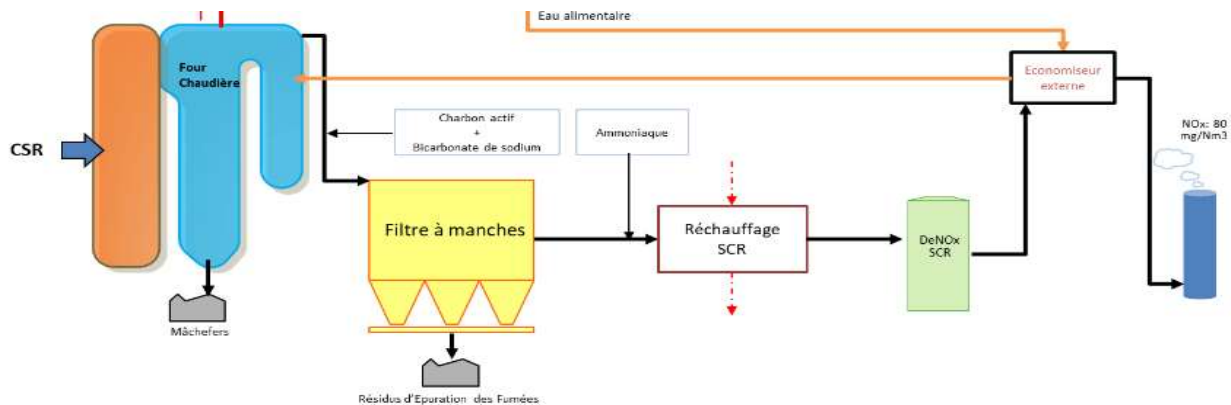 Eau alimentaire
Four
Chaudière
Economiseur
externe
CSR
Charbon actif
+
Bicarbonate de sodium
Ammoniaque
NOx: 80
mg/Nm3
Filtre à manches
Réchauffage
SCR
DeNOx
SCR
Mâchefers
Résidus d'Epuration des Fumées